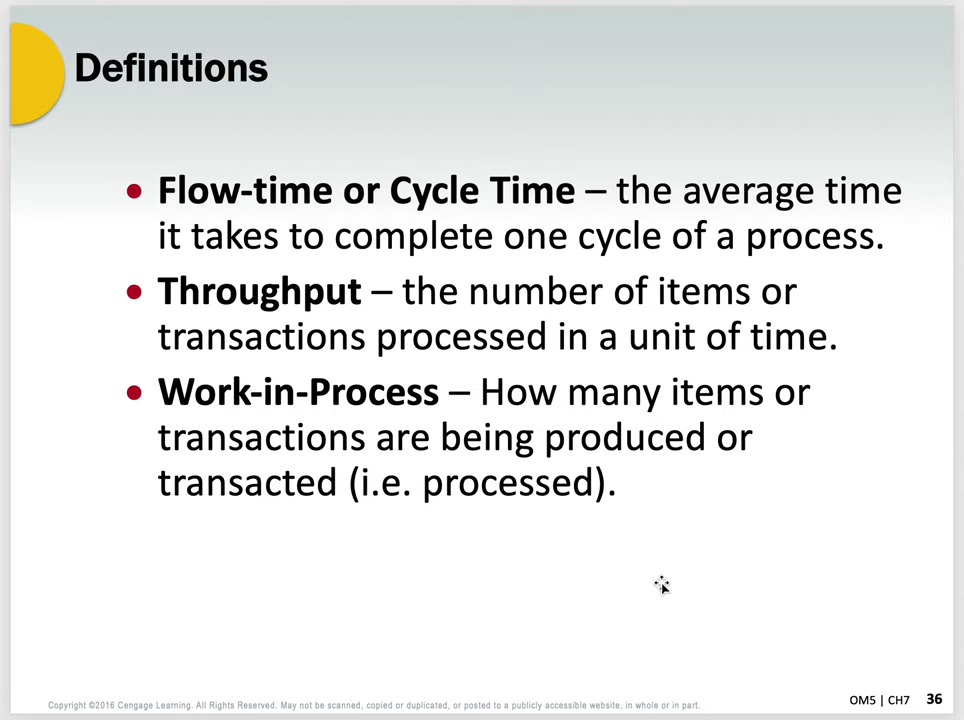 Definitions
• Flow-time or Cycle Time – the average time
it takes to complete one cycle of a process.
• Throughput – the number of items or
transactions processed in a unit of time.
• Work-in-Process – How many items or
transactions are being produced or
transacted (i.e. processed).
Copyright ©2016 Cengage Learning. All Rights Reserved. May not be scanned, copied or duplicated, or posted to a publicly accessible website, in whole or in part.
OM5 | CH7 36